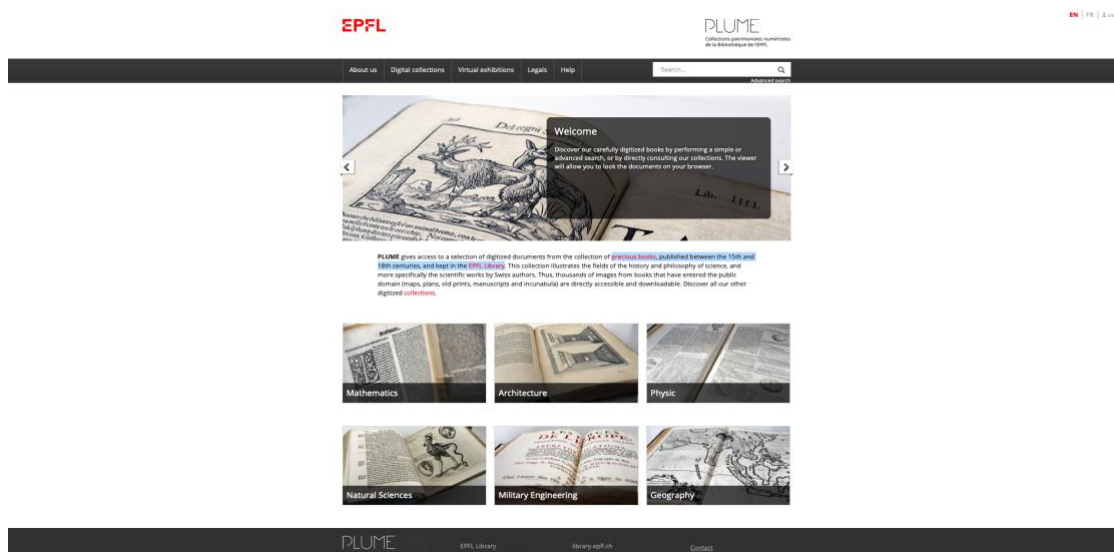 EPFL
PLUME
Collections patrimoniales numérisées
de la Bibliothèque de l'EPFL
EN | FR |
About us
Digital collections
Virtual exhibitions
Legals
Help
Search...
Advanced search
Del regni
Lib. IIII.
Welcome
Discover our carefully digitized books by performing a simple or
advanced search, or by directly consulting our collections. The viewer
will allow you to look the documents on your browser.
PLUME gives access to a selection of digitized documents from the collection of precious books, published between the 15th and
18th centuries, and kept in the EPFL Library. This collection illustrates the fields of the history and philosophy of science, and
more specifically the scientific works by Swiss authors. Thus, thousands of images from books that have entered the public
domain (maps, plans, old prints, manuscripts and incunabula) are directly accessible and downloadable. Discover all our other
digitized collections.
Mathematics
Architecture
Physic
Natural Sciences
Military Engineering
Geography
PLUME
EPFL Library
library.epfl.ch
Contact